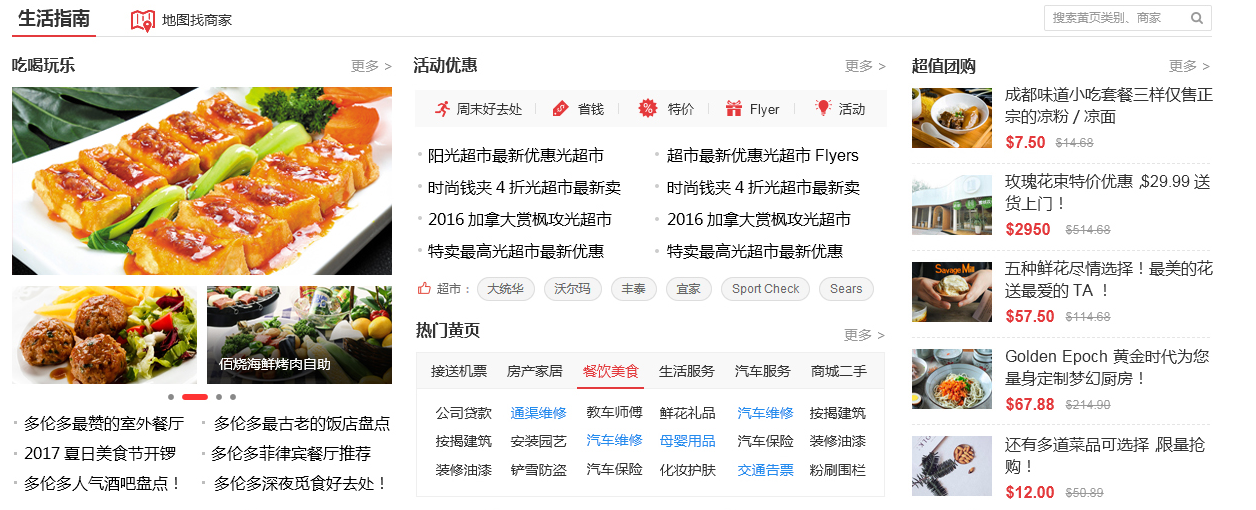 生活指南
地图找商家
搜索黄页类别、商家
吃喝玩乐
更多 >
佰烧海鲜烤肉自助
多伦多最赞的室外餐厅
多伦多最古老的饭店盘点
2017 夏日美食节开锣
多伦多菲律宾餐厅推荐
多伦多人气酒吧盘点！
多伦多深夜觅食好去处！
活动优惠
更多 >
周末好去处
省钱
特价
Flyer
活动
阳光超市最新优惠光超市
超市最新优惠光超市 Flyers
时尚钱夹 4 折光超市最新卖
时尚钱夹 4 折光超市最新卖
2016 加拿大赏枫攻光超市
2016 加拿大赏枫攻光超市
特卖最高光超市最新优惠
特卖最高光超市最新优惠
超市：
大统华
沃尔玛
丰泰
宜家
Sport Check
Sears
热门黄页
更多 >
接送机票
房产家居
餐饮美食
生活服务
汽车服务
商城二手
公司贷款
通渠维修
教车师傅
鲜花礼品
汽车维修
按揭建筑
按揭建筑
安装园艺
汽车维修
母婴用品
汽车保险
装修油漆
装修油漆
铲雪防盗
汽车保险
化妆护肤
交通告票
粉刷围栏
超值团购
更多 >
成都味道小吃套餐三样仅售正
宗的凉粉 / 凉面
$7.50 $14.68
玫瑰花束特价优惠 ,$29.99 送
货上门！
$2950 $514.68
Savage Mill
五种鲜花尽情选择！最美的花
送最爱的 TA ！
$57.50 $114.68
Golden Epoch 黄金时代为您
量身定制梦幻厨房！
$67.88 $214.90
还有多道菜品可选择 ,限量抢
购！
$12.00 $50.89